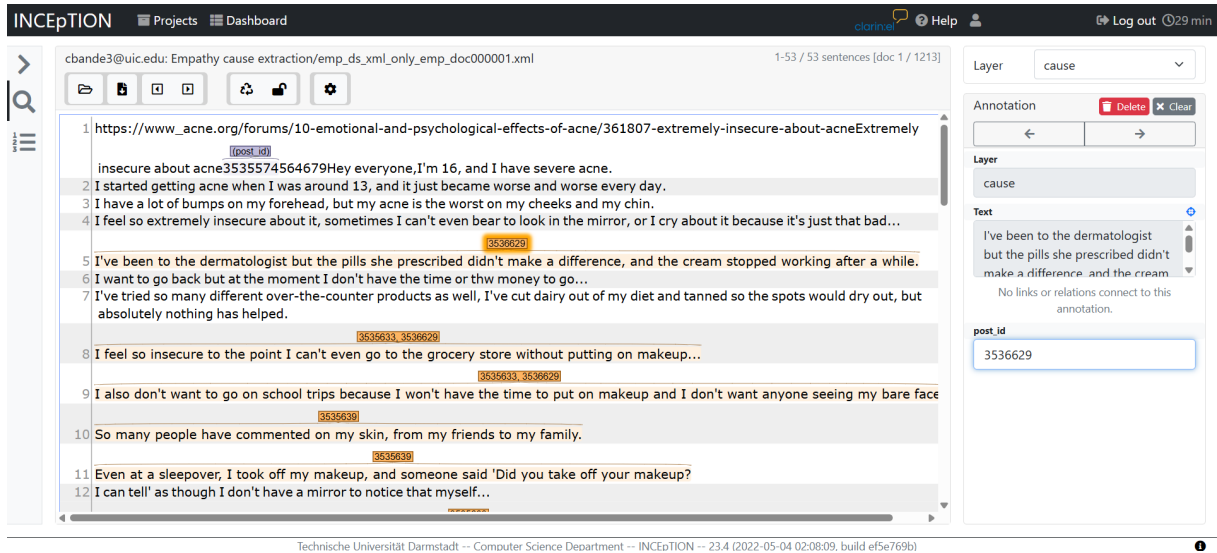 INCEpTION Projects Dashboard clarin:el Help Log out 29 min
cbande3@uic.edu: Empathy cause extraction/emp_ds_xml_only_emp_doc000001.xml 1-53 / 53 sentences [doc 1 / 1213]
1 https://www_acne.org/forums/10-emotional-and-psychological-effects-of-acne/361807-extremely-insecure-about-acneExtremely
(post_id)
insecure about acne3535574564679Hey everyone,I'm 16, and I have severe acne.
2 I started getting acne when I was around 13, and it just became worse and worse every day.
3 I have a lot of bumps on my forehead, but my acne is the worst on my cheeks and my chin.
4 I feel so extremely insecure about it, sometimes I can't even bear to look in the mirror, or I cry about it because it's just that bad...
3536629
5 I've been to the dermatologist but the pills she prescribed didn't make a difference, and the cream stopped working after a while.
6 I want to go back but at the moment I don't have the time or thw money to go...
7 I've tried so many different over-the-counter products as well, I've cut dairy out of my diet and tanned so the spots would dry out, but
absolutely nothing has helped.
3535633, 3536629
8 I feel so insecure to the point I can't even go to the grocery store without putting on makeup...
3535633, 3536629
9 I also don't want to go on school trips because I won't have the time to put on makeup and I don't want anyone seeing my bare face
3535639
10 So many people have commented on my skin, from my friends to my family.
3535639
11 Even at a sleepover, I took off my makeup, and someone said 'Did you take off your makeup?
12 I can tell' as though I don't have a mirror to notice that myself...
Layer cause
Annotation Delete Clear
Layer
cause
Text
I've been to the dermatologist
but the pills she prescribed didn't
make a difference, and the cream
No links or relations connect to this
annotation.
post_id
3536629
Technische Universität Darmstadt -- Computer Science Department -- INCEpTION -- 23.4 (2022-05-04 02:08:09, build ef5e769b)